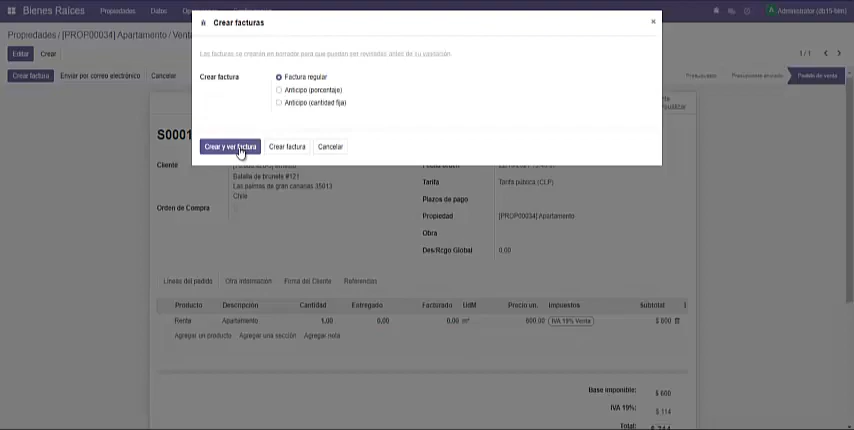 Bienes Raíces Propiedades Datos
Administrator (db15-bim)
Crear facturas
×
Propiedades / [PROP00034] Apartamento / Venta
Editar Crear
1 / 1
Las facturas se crearán en borrador para que puedan ser revisadas antes de su validación.
Crear factura Enviar por correo electrónico Cancelar
Presupuesto Presupuesto enviado Pedido de venta
Crear factura
Factura regular
Anticipo (porcentaje)
Anticipo (cantidad fija)
S0001
Crear y ver factura Crear factura Cancelar
Cliente
Batalla de brunete #121
Las palmas de gran canarias 35013
Chile
Orden de Compra
Tarifa Tarifa pública (CLP)
Plazos de pago
Propiedad [PROP00034] Apartamento
Obra
Des/Rcgo Global 0,00
Líneas del pedido Otra información Firma del Cliente Referencias
Producto Descripción Cantidad Entregado Facturado UdM Precio un. Impuestos Subtotal
Renta Apartamento 1,00 0,00 0,00 m² 600,00 IVA 19% Venta $ 600
Agregar un producto Agregar una sección Agregar nota
Base imponible: $ 600
IVA 19%: $ 114
Total: $ 714